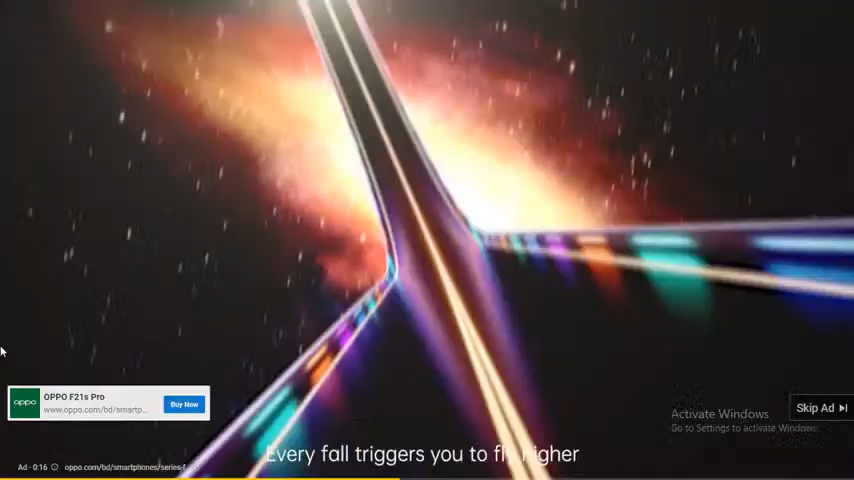 OPPO F21s Pro
oppo
www.oppo.com/bd/smartp...
Buy Now
Skip Ad
Activate Windows
Go to Settings to activate Windows.
Every fall triggers you to higher
Ad · 0:16
oppo.com/bd/smartphones/series-f